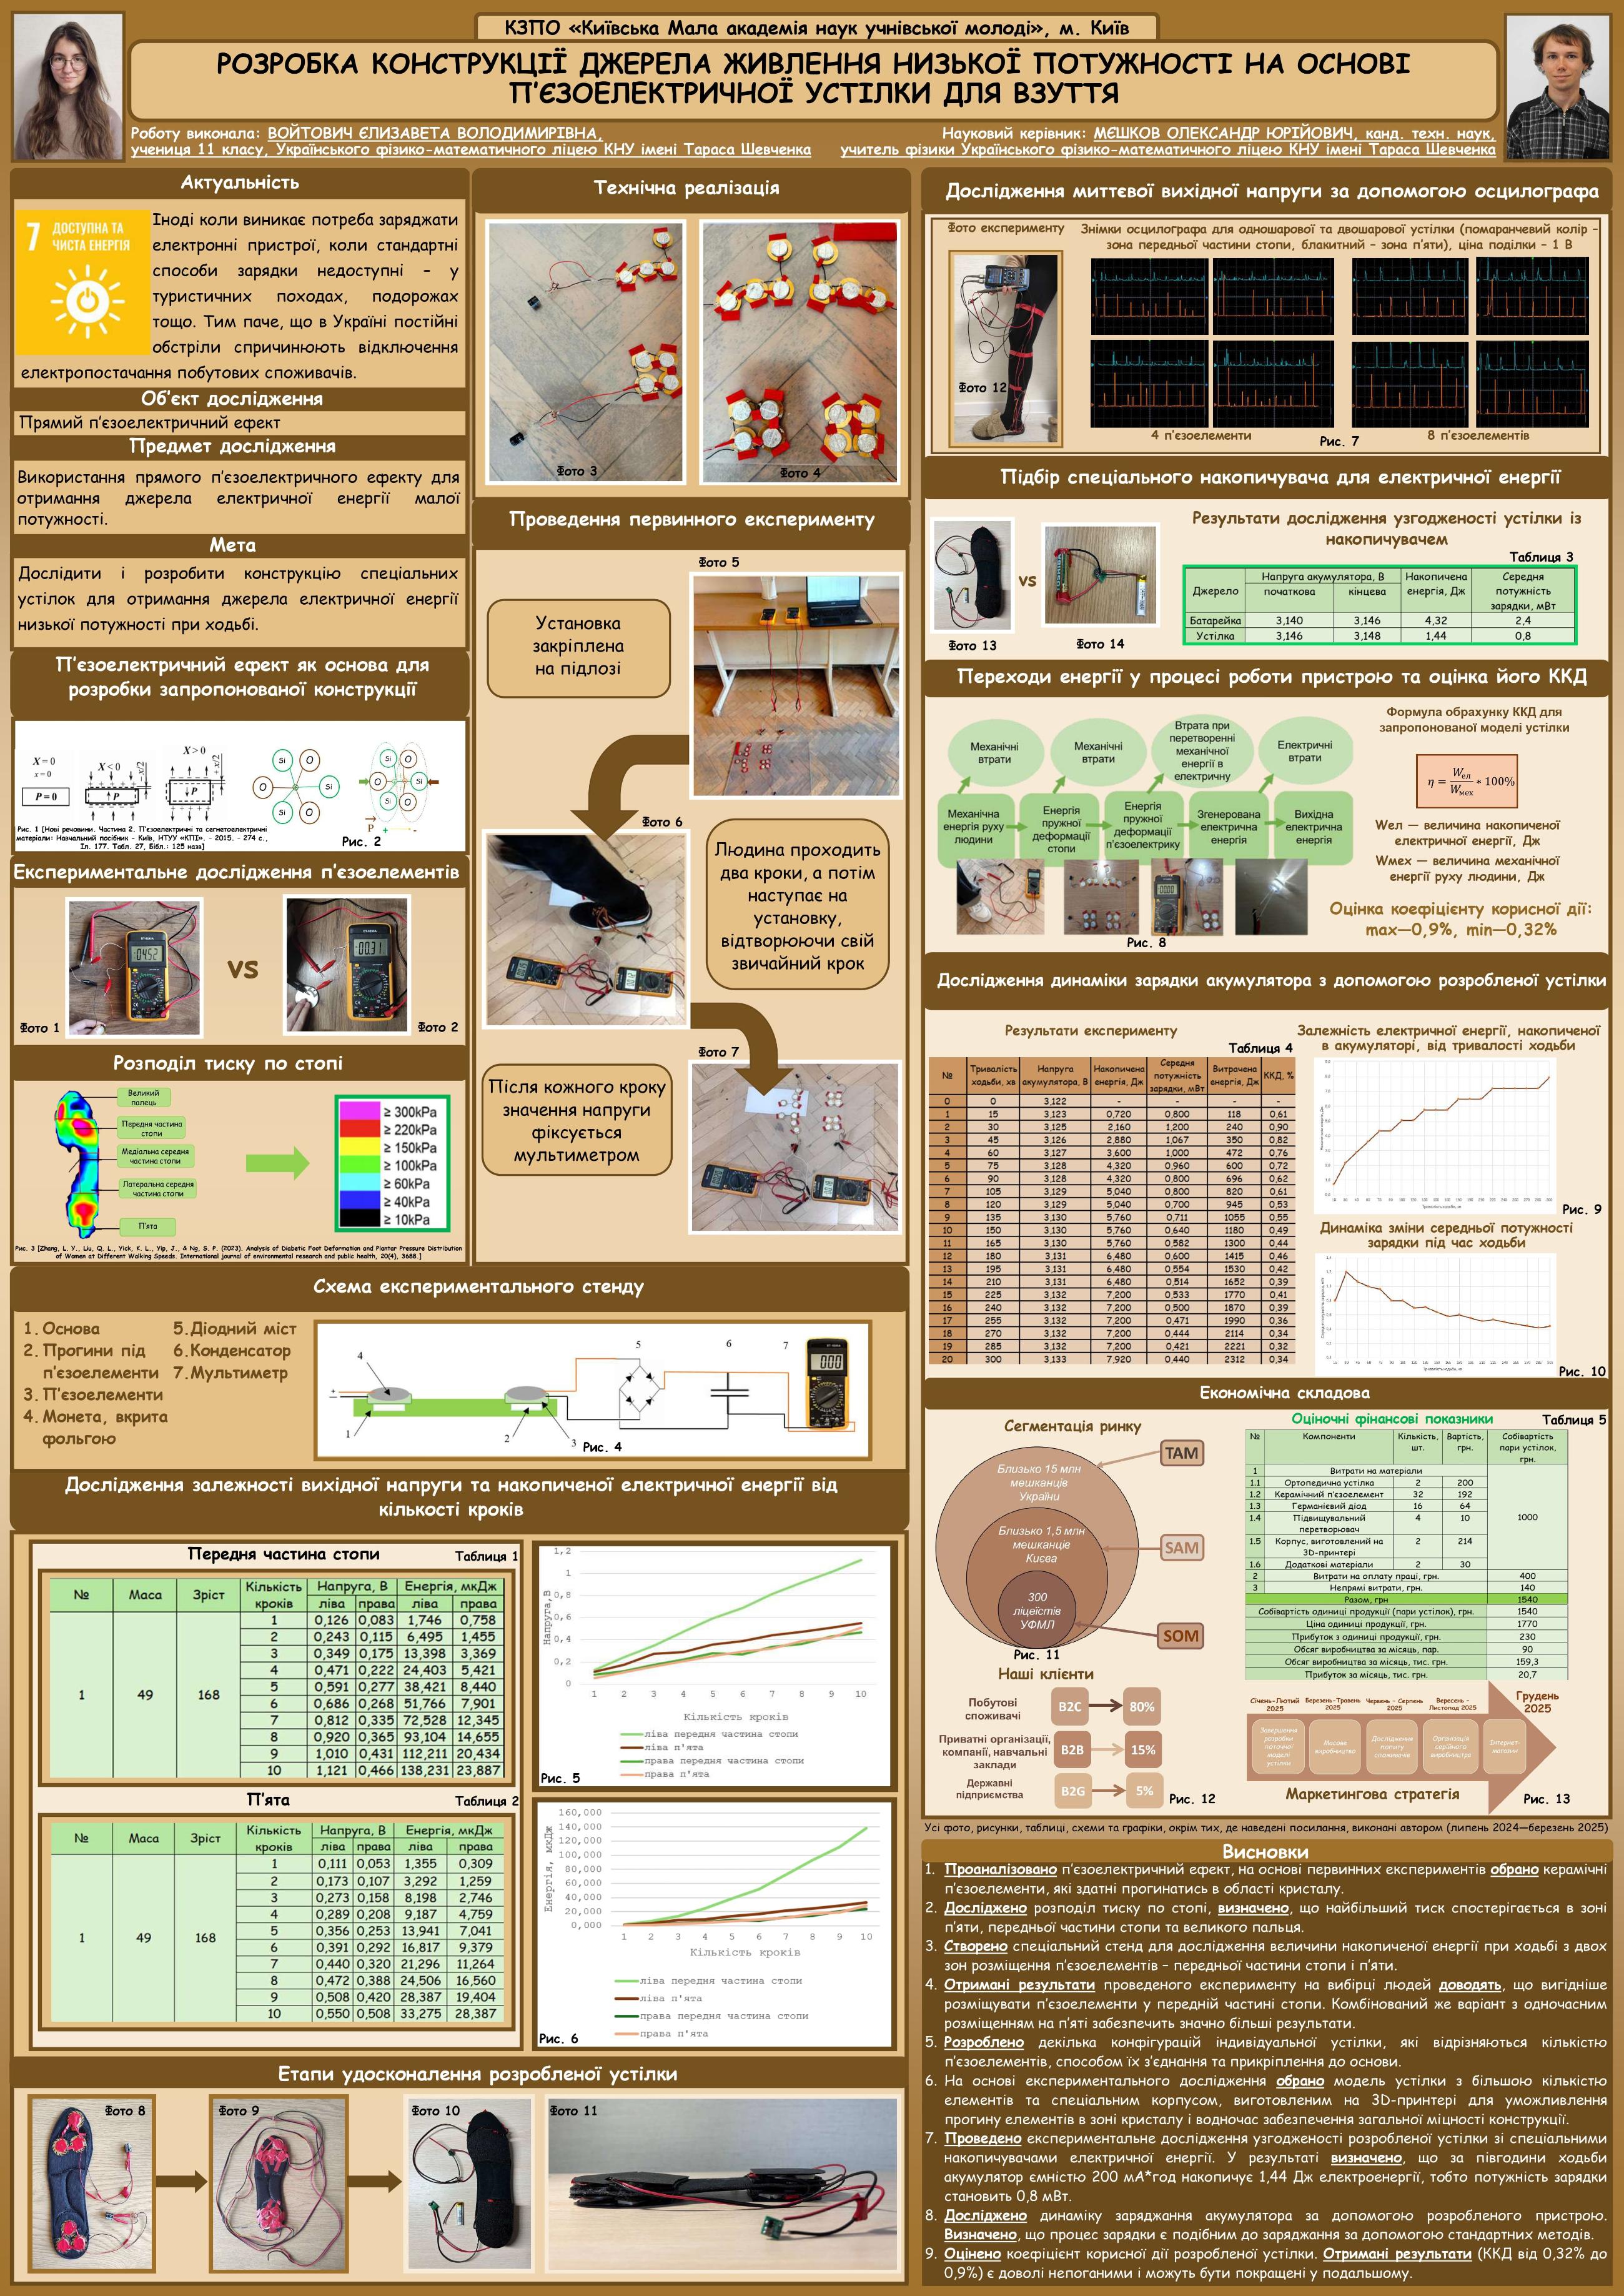 КЗПО «Київська Мала академія наук учнівської молоді», м. Київ
РОЗРОБКА КОНСТРУКЦІЇ ДЖЕРЕЛА ЖИВЛЕННЯ НИЗЬКОЇ ПОТУЖНОСТІ НА ОСНОВІ
П'ЄЗОЕЛЕКТРИЧНОЇ УСТІЛКИ ДЛЯ ВЗУТТЯ
Роботу виконала: ВОЙТОВИЧ ЄЛИЗАВЕТА ВОЛОДИМИРІВНА,
учениця 11 класу, Українського фізико-математичного ліцею КНУ імені Тараса Шевченка
Науковий керівник: МЄШКОВ ОЛЕКСАНДР ЮРІЙОВИЧ, канд. техн. наук,
учитель фізики Українського фізико-математичного ліцею КНУ імені Тараса Шевченка
Актуальність
7 ДОСТУПНА ТА
ЧИСТА ЕНЕРГІЯ
Іноді коли виникає потреба заряджати
електронні пристрої, коли стандартні
способи зарядки недоступні – у
туристичних походах, подорожах
тощо. Тим паче, що в Україні постійні
обстріли спричинюють відключення
електропостачання побутових споживачів.
Об'єкт дослідження
Прямий п'єзоелектричний ефект
Предмет дослідження
Використання прямого п'єзоелектричного ефекту для
отримання джерела електричної енергії малої
потужності.
Мета
Дослідити і розробити конструкцію спеціальних
устілок для отримання джерела електричної енергії
низької потужності при ходьбі.
П'єзоелектричний ефект як основа для
розробки запропонованої конструкції
X = 0
x = 0
P = 0
X < 0
P
X > 0
P
Si O
O Si
Si O
Si O
O Si
Si O
P + -
Рис. 1 [Нові речовини. Частина 2. П'єзоелектричні та сегнетоелектричні
матеріали: Навчальний посібник – Київ, НТУУ «КПІ». – 2015. – 274 с.,
Іл. 177. Табл. 27, Бібл.: 125 назв]
Рис. 2
Експериментальне дослідження п'єзоелементів
Фото 1
vs
Фото 2
Розподіл тиску по стопі
Великий
палець
Передня частина
стопи
Медіальна середня
частина стопи
Латеральна середня
частина стопи
П'ята
≥ 300kPa
≥ 220kPa
≥ 150kPa
≥ 100kPa
≥ 60kPa
≥ 40kPa
≥ 10kPa
Рис. 3 [Zhang, L. Y., Liu, Q. L., Yick, K. L., Yip, J., & Ng, S. P. (2023). Analysis of Diabetic Foot Deformation and Plantar Pressure Distribution
of Women at Different Walking Speeds. International journal of environmental research and public health, 20(4), 3688.]
Технічна реалізація
Фото 3
Фото 4
Проведення первинного експерименту
Фото 5
Установка
закріплена
на підлозі
Фото 6
Людина проходить
два кроки, а потім
наступає на
установку,
відтворюючи свій
звичайний крок
Фото 7
Після кожного кроку
значення напруги
фіксується
мультиметром
Схема експериментального стенду
1. Основа
2. Прогини під
п'єзоелементи
3. П'єзоелементи
4. Монета, вкрита
фольгою
5. Діодний міст
6. Конденсатор
7. Мультиметр
4 5 6 7
1 2 3
Рис. 4
Дослідження залежності вихідної напруги та накопиченої електричної енергії від
кількості кроків
Передня частина стопи
Таблиця 1
№ Маса Зріст Кількість кроків Напруга, В Енергія, мкДж
ліва права ліва права
1 49 168
1 0,126 0,083 1,746 0,758
2 0,243 0,115 6,495 1,455
3 0,349 0,175 13,398 3,369
4 0,471 0,222 24,403 5,421
5 0,591 0,277 38,421 8,440
6 0,686 0,268 51,766 7,901
7 0,812 0,335 72,528 12,345
8 0,920 0,365 93,104 14,655
9 1,010 0,431 112,211 20,434
10 1,121 0,466 138,231 23,887
П'ята
Таблиця 2
№ Маса Зріст Кількість кроків Напруга, В Енергія, мкДж
ліва права ліва права
1 49 168
1 0,111 0,053 1,355 0,309
2 0,173 0,107 3,292 1,259
3 0,273 0,158 8,198 2,746
4 0,289 0,208 9,187 4,759
5 0,356 0,253 13,941 7,041
6 0,391 0,292 16,817 9,379
7 0,440 0,320 21,296 11,264
8 0,472 0,388 24,506 16,560
9 0,508 0,420 28,387 19,404
10 0,550 0,508 33,275 28,387
Напруга,В
1,2
1
0,8
0,6
0,4
0,2
0
1 2 3 4 5 6 7 8 9 10
Кількість кроків
ліва передня частина стопи
ліва п'ята
права передня частина стопи
права п'ята
Рис. 5
Енергія, мкДж
160,000
140,000
120,000
100,000
80,000
60,000
40,000
20,000
0,000
1 2 3 4 5 6 7 8 9 10
Кількість кроків
ліва передня частина стопи
ліва п'ята
права передня частина стопи
права п'ята
Рис. 6
Етапи удосконалення розробленої устілки
Фото 8
Фото 9
Фото 10
Фото 11
Дослідження миттєвої вихідної напруги за допомогою осцилографа
Фото експерименту
Фото 12
Знімки осцилографа для одношарової та двошарової устілки (помаранчевий колір –
зона передньої частини стопи, блакитний – зона п'яти), ціна поділки – 1 В
4 п'єзоелементи
Рис. 7
8 п'єзоелементів
Підбір спеціального накопичувача для електричної енергії
vs
Фото 13
Фото 14
Результати дослідження узгодженості устілки із
накопичувачем
Таблиця 3
Джерело Напруга акумулятора, В Накопичена енергія, Дж Середня потужність зарядки, мВт
початкова кінцева
Батарейка 3,140 3,146 4,32 2,4
Устілка 3,146 3,148 1,44 0,8
Переходи енергії у процесі роботи пристрою та оцінка його ККД
Механічні
втрати
Механічні
втрати
Втрата при
перетворенні
механічної
енергії в
електричну
Електричні
втрати
Механічна
енергія руху
людини
Енергія
пружної
деформації
стопи
Енергія
пружної
деформації
п'єзоелектрику
Згенерована
електрична
енергія
Вихідна
електрична
енергія
Рис. 8
Формула обрахунку ККД для
запропонованої моделі устілки
η = Wел / Wмех * 100%
Wел — величина накопиченої
електричної енергії, Дж
Wмех — величина механічної
енергії руху людини, Дж
Оцінка коефіцієнту корисної дії:
max—0,9%, min—0,32%
Дослідження динаміки зарядки акумулятора з допомогою розробленої устілки
Результати експерименту
Таблиця 4
№ Тривалість ходьби, хв Напруга акумулятора, В Накопичена енергія, Дж Середня потужність зарядки, мВт Витрачена енергія, Дж ККД, %
0 0 3,122 - - - -
1 15 3,123 0,720 0,800 118 0,61
2 30 3,125 2,160 1,200 240 0,90
3 45 3,126 2,880 1,067 350 0,82
4 60 3,127 3,600 1,000 472 0,76
5 75 3,128 4,320 0,960 600 0,72
6 90 3,128 4,320 0,800 696 0,62
7 105 3,129 5,040 0,800 820 0,61
8 120 3,129 5,040 0,700 945 0,53
9 135 3,130 5,760 0,711 1055 0,55
10 150 3,130 5,760 0,640 1180 0,49
11 165 3,130 5,760 0,582 1300 0,44
12 180 3,131 6,480 0,600 1415 0,46
13 195 3,131 6,480 0,554 1530 0,42
14 210 3,131 6,480 0,514 1652 0,39
15 225 3,132 7,200 0,533 1770 0,41
16 240 3,132 7,200 0,500 1870 0,39
17 255 3,132 7,200 0,471 1990 0,36
18 270 3,132 7,200 0,444 2114 0,34
19 285 3,132 7,200 0,421 2221 0,32
20 300 3,133 7,920 0,440 2312 0,34
Залежність електричної енергії, накопиченої
в акумуляторі, від тривалості ходьби
Рис. 9
Динаміка зміни середньої потужності
зарядки під час ходьби
Рис. 10
Економічна складова
Сегментація ринку
Близько 15 млн
мешканців
України
Близько 1,5 млн
мешканців
Києва
300
ліцеїстів
УФМЛ
TAM
SAM
SOM
Рис. 11
Оціночні фінансові показники
Таблиця 5
№ Компоненти Кількість, шт. Вартість, грн. Собівартість пари устілок, грн.
1 Витрати на матеріали 1000
1.1 Ортопедична устілка 2 200
1.2 Керамічний п'єзоелемент 32 192
1.3 Германієвий діод 16 64
1.4 Підвищувальний перетворювач 4 10
1.5 Корпус, виготовлений на 3D-принтері 2 214
1.6 Додаткові матеріали 2 30
2 Витрати на оплату праці, грн. 400
3 Непрямі витрати, грн. 140
Разом, грн 1540
Собівартість одиниці продукції (пари устілок), грн. 1540
Ціна одиниці продукції, грн. 1770
Прибуток з одиниці продукції, грн. 230
Обсяг виробництва за місяць, пар. 90
Обсяг виробництва за місяць, тис. грн. 159,3
Прибуток за місяць, тис. грн. 20,7
Наші клієнти
Побутові
споживачі
B2C 80%
Приватні організації,
компанії, навчальні
заклади
B2B 15%
Державні
підприємства
B2G 5%
Рис. 12
Січень-Лютий 2025
Березень-Травень 2025
Червень – Серпень 2025
Вересень – Листопад 2025
Грудень
2025
Завершення
розробки
поточної
моделі
устілки
Масове
виробництво
Дослідження
попиту
споживачів
Організація
серійного
виробництва
Інтернет-
магазин
Маркетингова стратегія
Рис. 13
Усі фото, рисунки, таблиці, схеми та графіки, окрім тих, де наведені посилання, виконані автором (липень 2024—березень 2025)
Висновки
1. Проаналізовано п'єзоелектричний ефект, на основі первинних експериментів обрано керамічні
п'єзоелементи, які здатні прогинатись в області кристалу.
2. Досліджено розподіл тиску по стопі, визначено, що найбільший тиск спостерігається в зоні
п'яти, передньої частини стопи та великого пальця.
3. Створено спеціальний стенд для дослідження величини накопиченої енергії при ходьбі з двох
зон розміщення п'єзоелементів – передньої частини стопи і п'яти.
4. Отримані результати проведеного експерименту на вибірці людей доводять, що вигідніше
розміщувати п'єзоелементи у передній частині стопи. Комбінований же варіант з одночасним
розміщенням на п'яті забезпечить значно більші результати.
5. Розроблено декілька конфігурацій індивідуальної устілки, які відрізняються кількістю
п'єзоелементів, способом їх з'єднання та прикріплення до основи.
6. На основі експериментального дослідження обрано модель устілки з більшою кількістю
елементів та спеціальним корпусом, виготовленим на 3D-принтері для уможливлення
прогину елементів в зоні кристалу і водночас забезпечення загальної міцності конструкції.
7. Проведено експериментальне дослідження узгодженості розробленої устілки зі спеціальними
накопичувачами електричної енергії. У результаті визначено, що за півгодини ходьби
акумулятор ємністю 200 мА*год накопичує 1,44 Дж електроенергії, тобто потужність зарядки
становить 0,8 мВт.
8. Досліджено динаміку заряджання акумулятора за допомогою розробленого пристрою.
Визначено, що процес зарядки є подібним до заряджання за допомогою стандартних методів.
9. Оцінено коефіцієнт корисної дії розробленої устілки. Отримані результати (ККД від 0,32% до
0,9%) є доволі непоганими і можуть бути покращені у подальшому.